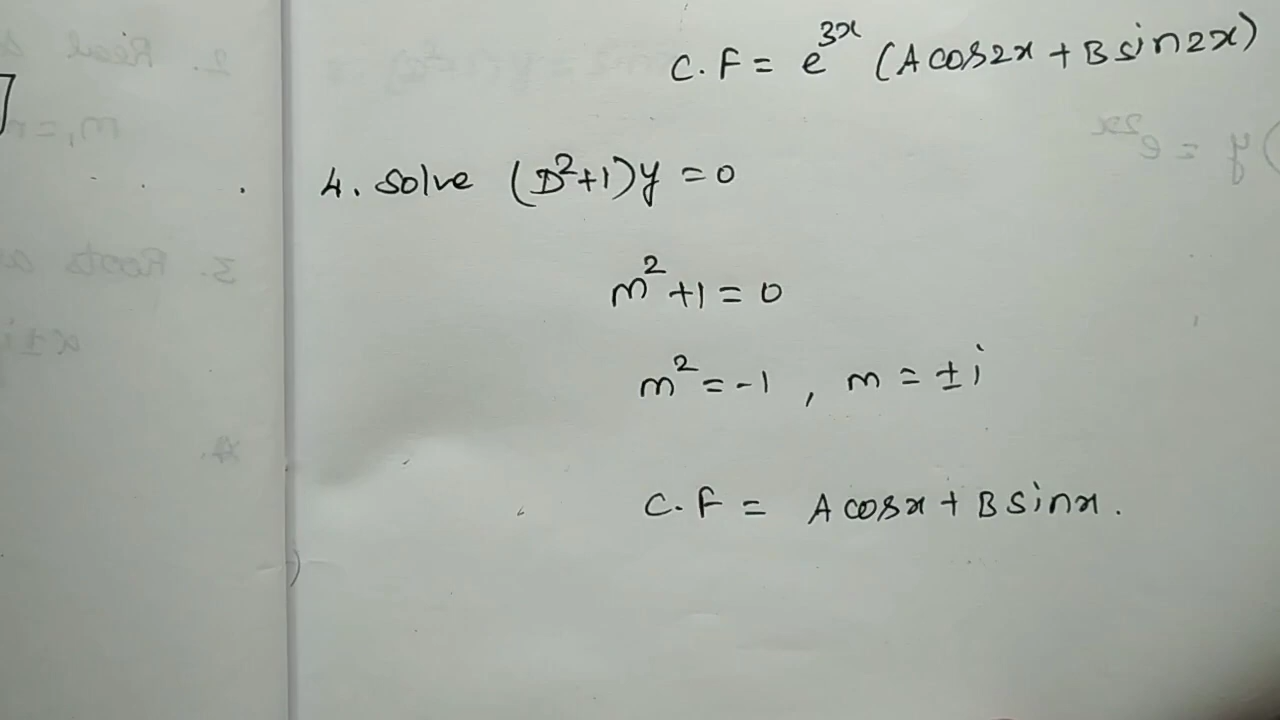 C.F = e^{3x} (A cos2x + B sin2x)
4. Solve (D²+1)y = 0
m² + 1 = 0
m² = -1 , m = ± i
C.F = A cosx + B sinx.